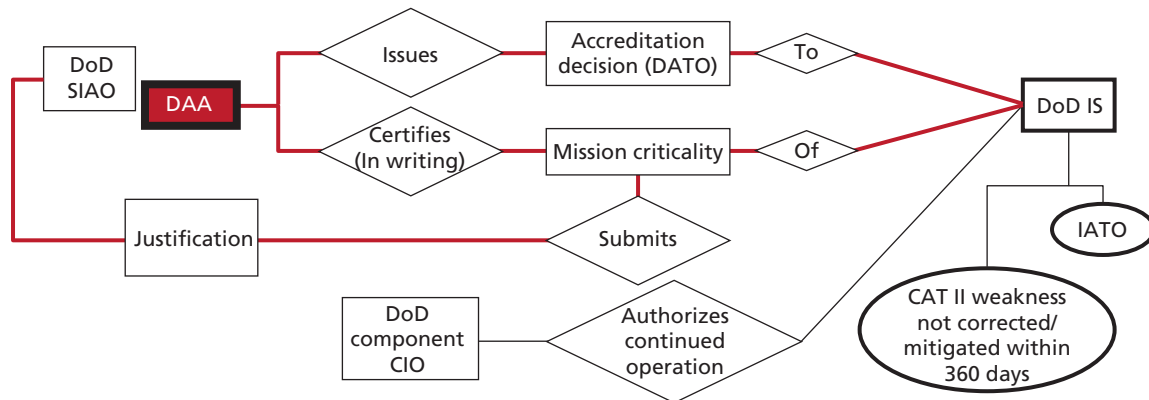 DoD
SIAO
DAA
Issues
Accreditation
decision (DATO)
To
DoD IS
Certifies
(In writing)
Mission criticality
Of
Justification
Submits
IATO
DoD
component
CIO
Authorizes
continued
operation
CAT II weakness
not corrected/
mitigated within
360 days